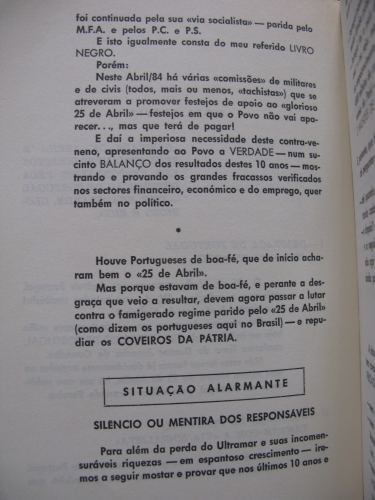 foi continuada pela sua «via socialista» — parida pelo
M.F.A. e pelos P.C. e P.S.
E isto igualmente consta do meu referido LIVRO
NEGRO.
Porém:
Neste Abril/84 há várias «comissões» de militares
e de civis (todos, mais ou menos, «tachistas») que se
atreveram a promover festejos de apoio ao «glorioso
25 de Abril» — festejos em que o Povo não vai apa-
recer..., mas que terá de pagar!
E daí a imperiosa necessidade deste contra-ve-
neno, apresentando ao Povo a VERDADE — num su-
cinto BALANÇO dos resultados destes 10 anos — mos-
trando e provando os grandes fracassos verificados
nos sectores financeiro, económico e do emprego, quer
também no político.
Houve Portugueses de boa-fé, que de início acha-
ram bem o «25 de Abril».
Mas porque estavam de boa-fé, e perante a des-
graça que veio a resultar, devem agora passar a lutar
contra o famigerado regime parido pelo «25 de Abril»
(como dizem os portugueses aqui no Brasil) — e repu-
diar os COVEIROS DA PÁTRIA.
SITUAÇÃO ALARMANTE
SILENCIO OU MENTIRA DOS RESPONSÁVEIS
Para além da perda do Ultramar e suas incomen-
suráveis riquezas — em espantoso crescimento — ire-
mos a seguir mostrar e provar que nos últimos 10 anos e